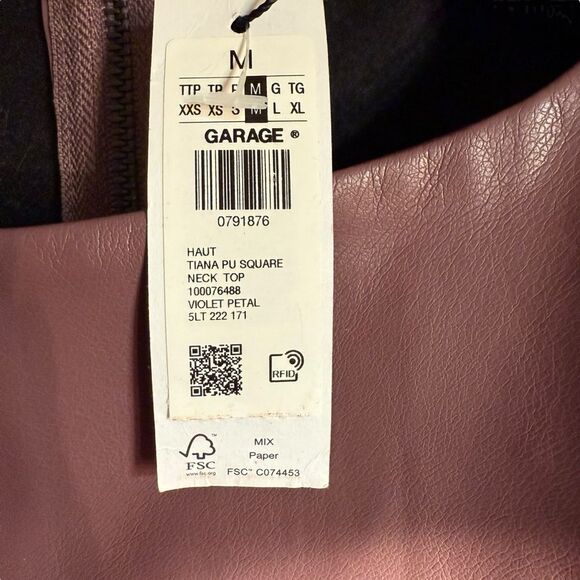 M
TTP TP P M G TG
XXS XS S M L XL
GARAGE ®
0791876
HAUT
TIANA PU SQUARE
NECK TOP
100076488
VIOLET PETAL
5LT 222 171
RFID
FSC
www.fsc.org
MIX
Paper
FSC™ C074453